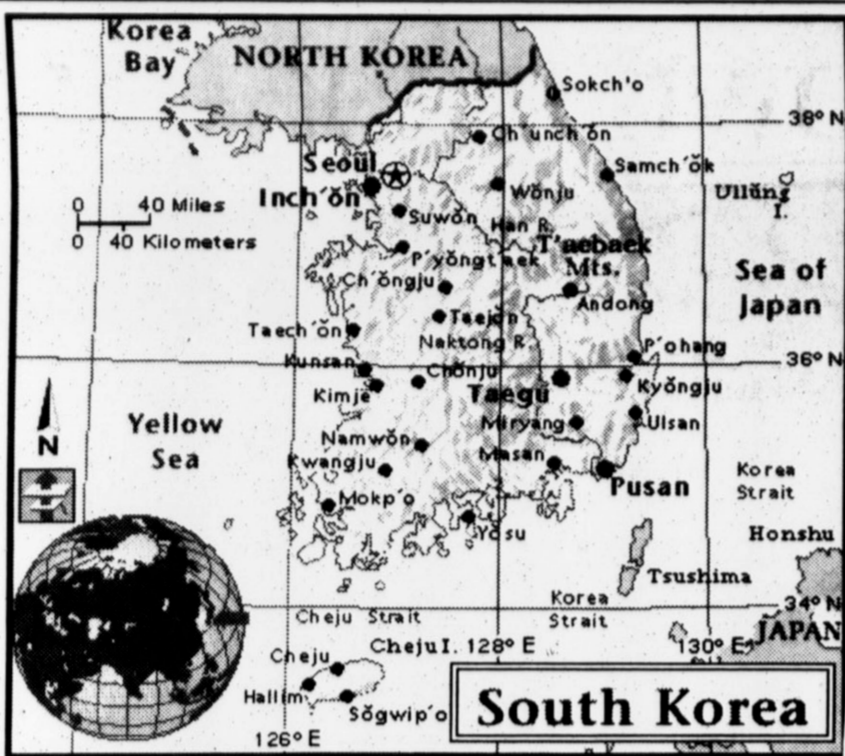 Korea
Bay
NORTH KOREA
Sokch'o
38° N
Ch'unch'ŏn
Seoul
Samch'ŏk
Inch'ŏn
Wŏnju
Ullŭng
I.
0 40 Miles
0 40 Kilometers
Suwŏn
Han R.
P'yŏngt'aek
T'aebaek
Mts.
Sea of
Japan
Ch'ŏngju
Andong
Taejŏn
Taech'ŏn
Naktong R.
P'ohang
36° N
Kunsan
Chŏnju
Kimje
Taegu
Kyŏngju
Yellow
Sea
N
Miryang
Ulsan
Namwŏn
Kwangju
Masan
Pusan
Korea
Strait
Mokp'o
Yŏsu
Honshu
Tsushima
Cheju Strait
Korea
Strait
34° N
JAPAN
Cheju I.
128° E
130° E
Cheju
Hallim
Sŏgwip'o
126° E
South Korea